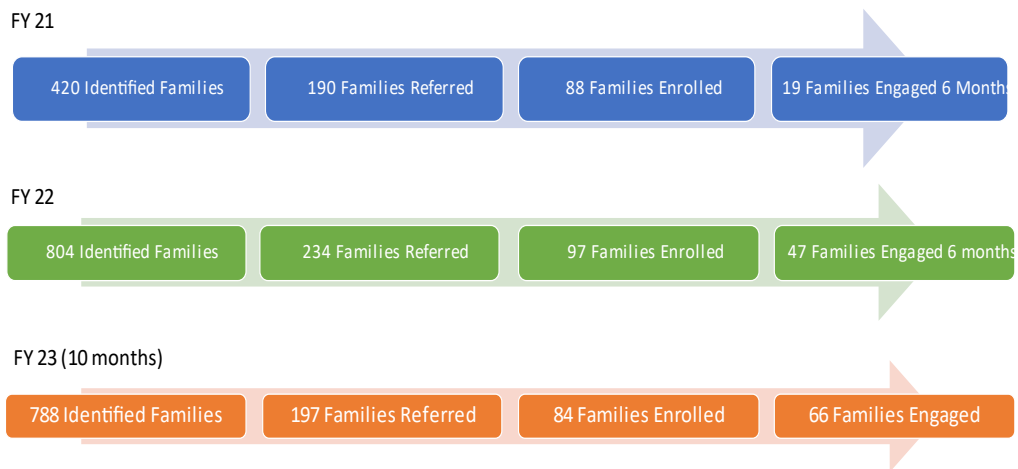 FY 21
420 Identified Families
190 Families Referred
88 Families Enrolled
19 Families Engaged 6 Months
FY 22
804 Identified Families
234 Families Referred
97 Families Enrolled
47 Families Engaged 6 months
FY 23 (10 months)
788 Identified Families
197 Families Referred
84 Families Enrolled
66 Families Engaged